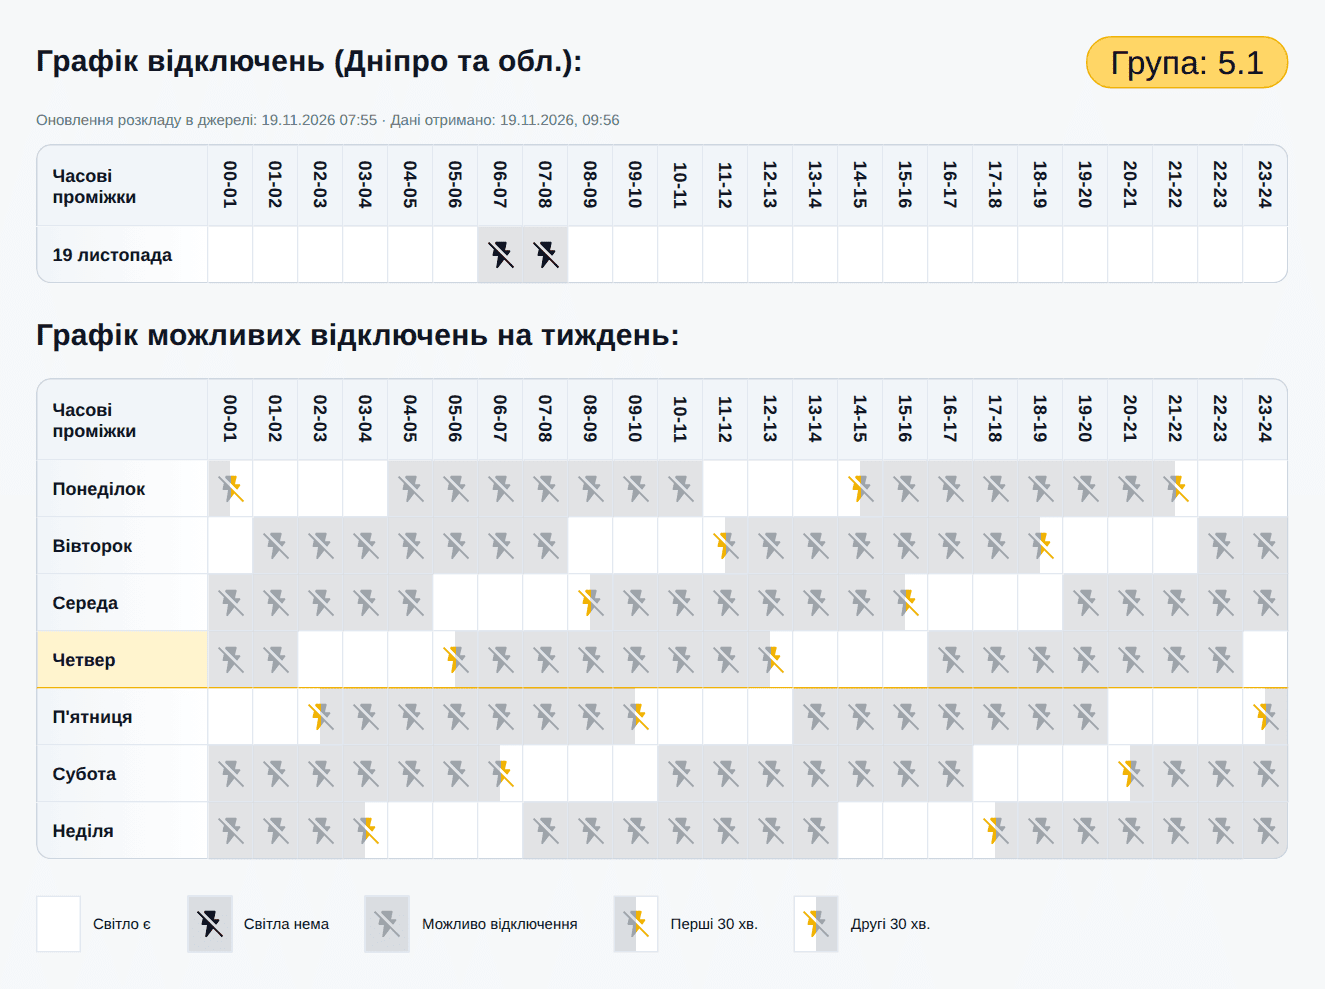 Графік відключень (Дніпро та обл.):
Група: 5.1
Оновлення розкладу в джерелі: 19.11.2026 07:55 · Дані отримано: 19.11.2026, 09:56
Часові проміжки 00-01 01-02 02-03 03-04 04-05 05-06 06-07 07-08 08-09 09-10 10-11 11-12 12-13 13-14 14-15 15-16 16-17 17-18 18-19 19-20 20-21 21-22 22-23 23-24
19 листопада
Графік можливих відключень на тиждень:
Часові проміжки 00-01 01-02 02-03 03-04 04-05 05-06 06-07 07-08 08-09 09-10 10-11 11-12 12-13 13-14 14-15 15-16 16-17 17-18 18-19 19-20 20-21 21-22 22-23 23-24
Понеділок
Вівторок
Середа
Четвер
П'ятниця
Субота
Неділя
Світло є Світла нема Можливо відключення Перші 30 хв. Другі 30 хв.